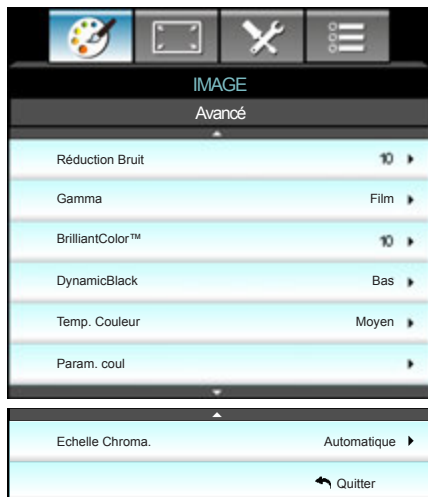 IMAGE
Avancé
Réduction Bruit 10
Gamma Film
BrilliantColor™ 10
DynamicBlack Bas
Temp. Couleur Moyen
Param. coul
Echelle Chroma. Automatique
Quitter